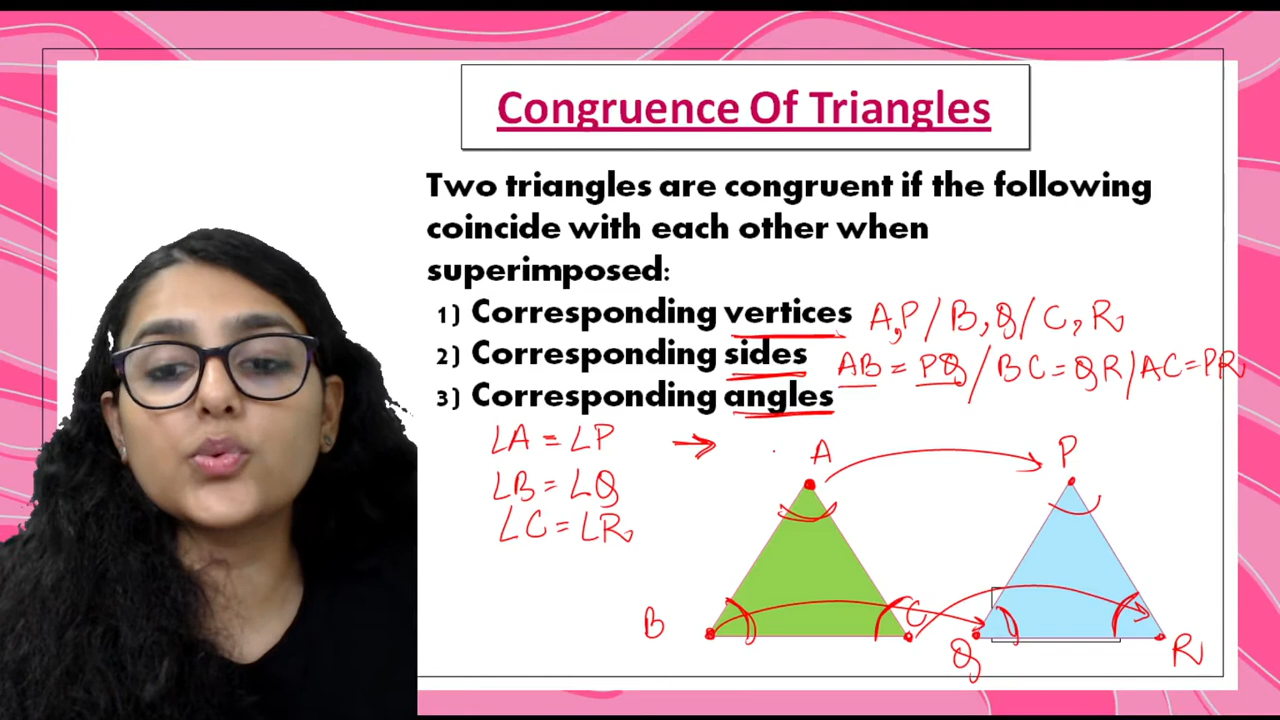 Congruence Of Triangles
Two triangles are congruent if the following
coincide with each other when
superimposed:
1) Corresponding vertices A,P / B,Q / C,R
2) Corresponding sides AB = PQ / BC = QR / AC = PR
3) Corresponding angles
∠A = ∠P →
∠B = ∠Q
∠C = ∠R
A P
B C
Q R